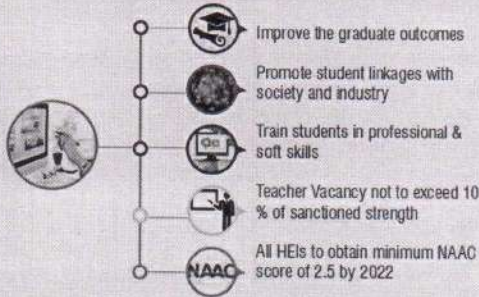 Improve the graduate outcomes
Promote student linkages with
society and industry
Train students in professional &
soft skills
Teacher Vacancy not to exceed 10
% of sanctioned strength
NAAC
All HEIs to obtain minimum NAAC
score of 2.5 by 2022